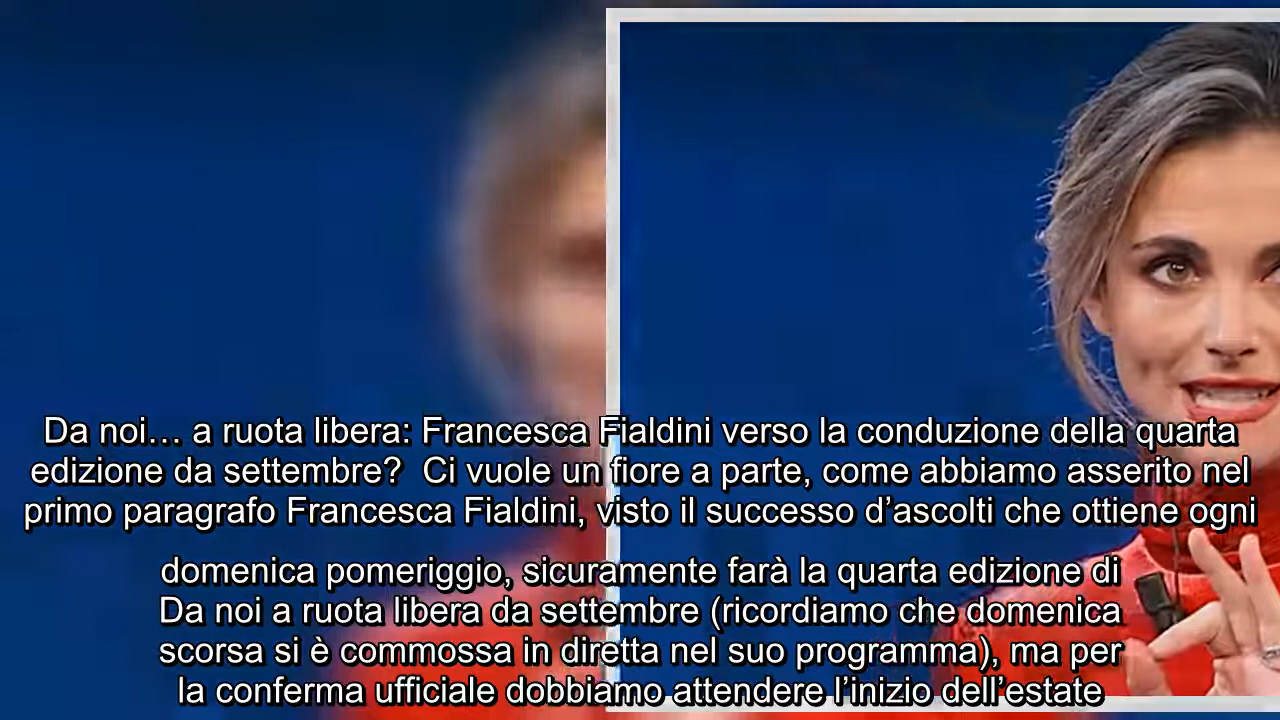 Da noi… a ruota libera: Francesca Fialdini verso la conduzione della quarta
edizione da settembre?  Ci vuole un fiore a parte, come abbiamo asserito nel
primo paragrafo Francesca Fialdini, visto il successo d’ascolti che ottiene ogni
domenica pomeriggio, sicuramente farà la quarta edizione di
Da noi a ruota libera da settembre (ricordiamo che domenica
scorsa si è commossa in diretta nel suo programma), ma per
la conferma ufficiale dobbiamo attendere l’inizio dell’estate